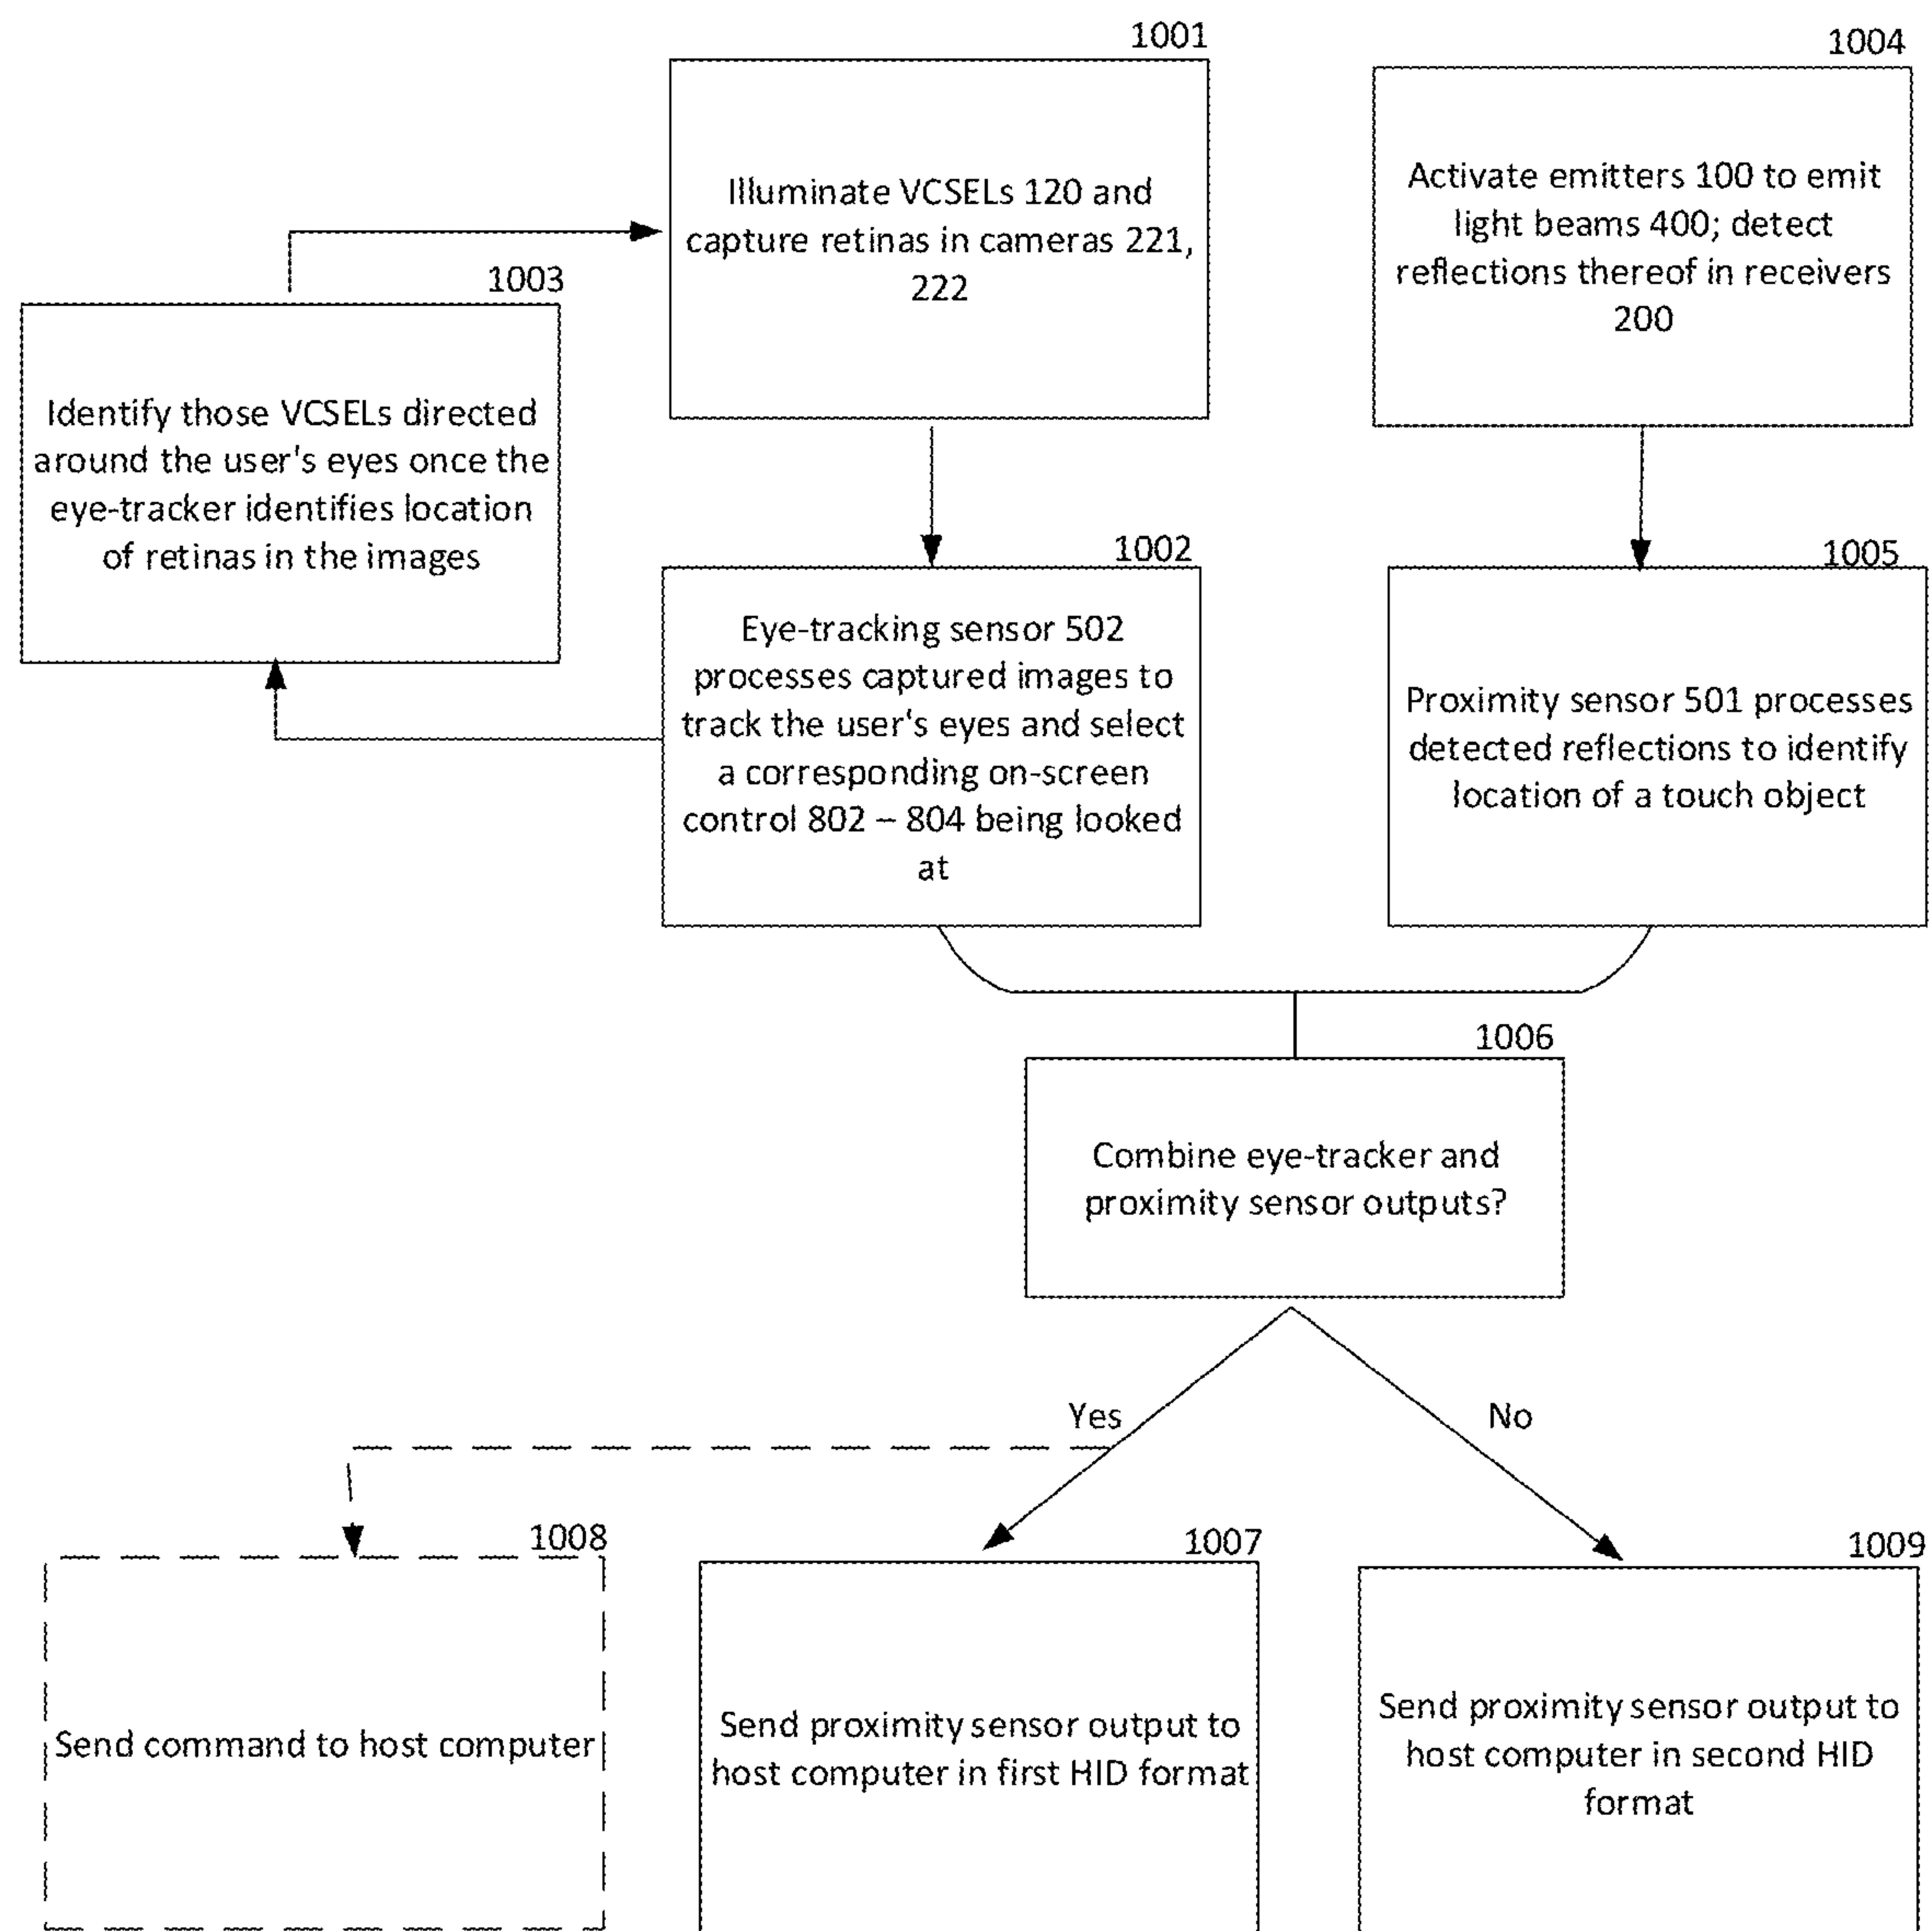 1001
Illuminate VCSELs 120 and
capture retinas in cameras 221,
222
1004
Activate emitters 100 to emit
light beams 400; detect
reflections thereof in receivers
200
1003
Identify those VCSELs directed
around the user's eyes once the
eye-tracker identifies location
of retinas in the images
1002
Eye-tracking sensor 502
processes captured images to
track the user's eyes and select
a corresponding on-screen
control 802 – 804 being looked
at
1005
Proximity sensor 501 processes
detected reflections to identify
location of a touch object
1006
Combine eye-tracker and
proximity sensor outputs?
Yes
No
1008
Send command to host computer
1007
Send proximity sensor output to
host computer in first HID format
1009
Send proximity sensor output to
host computer in second HID
format